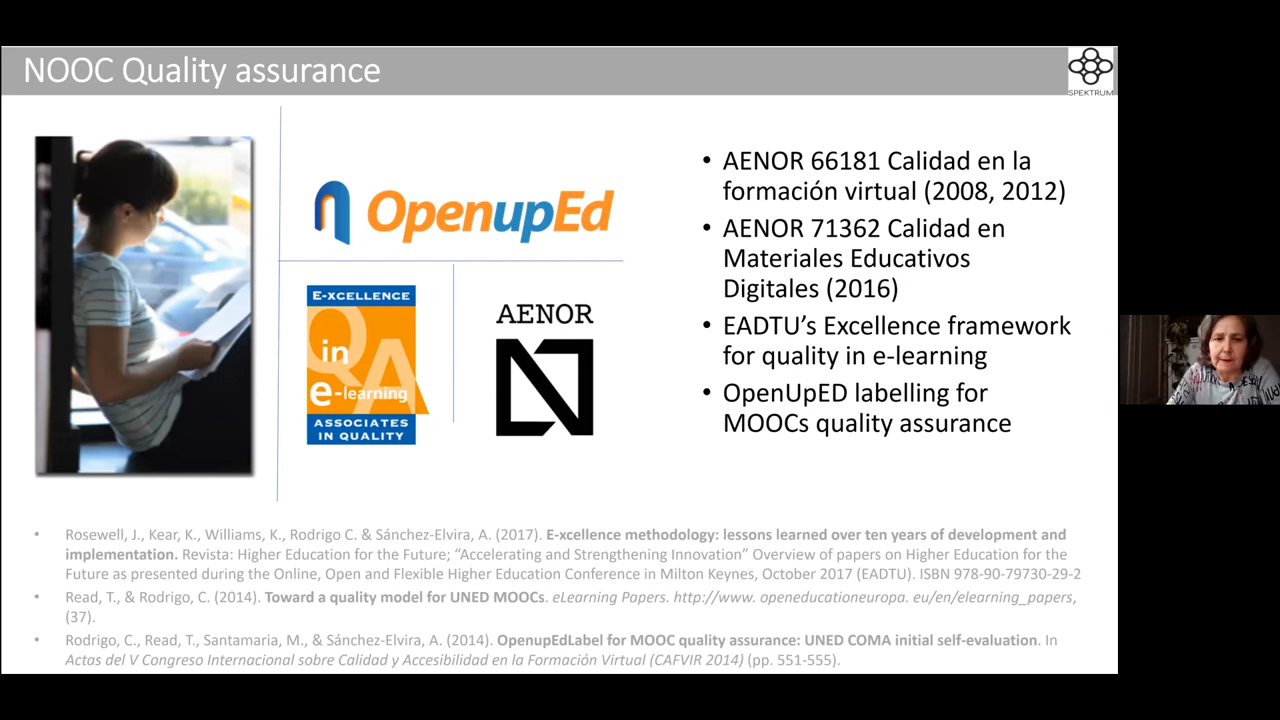 NOOC Quality assurance
SPEKTRUM
OpenupEd
E-XCELLENCE
QA
in
e-learning
ASSOCIATES
IN QUALITY
AENOR
• AENOR 66181 Calidad en la
formación virtual (2008, 2012)
• AENOR 71362 Calidad en
Materiales Educativos
Digitales (2016)
• EADTU's Excellence framework
for quality in e-learning
• OpenUpED labelling for
MOOCs quality assurance
• Rosewell, J., Kear, K., Williams, K., Rodrigo C. & Sánchez-Elvira, A. (2017). E-xcellence methodology: lessons learned over ten years of development and
implementation. Revista: Higher Education for the Future; “Accelerating and Strengthening Innovation” Overview of papers on Higher Education for the
Future as presented during the Online, Open and Flexible Higher Education Conference in Milton Keynes, October 2017 (EADTU). ISBN 978-90-79730-29-2
• Read, T., & Rodrigo, C. (2014). Toward a quality model for UNED MOOCs. eLearning Papers. http://www. openeducationeuropa. eu/en/elearning_papers,
(37).
• Rodrigo, C., Read, T., Santamaria, M., & Sánchez-Elvira, A. (2014). OpenupEdLabel for MOOC quality assurance: UNED COMA initial self-evaluation. In
Actas del V Congreso Internacional sobre Calidad y Accesibilidad en la Formación Virtual (CAFVIR 2014) (pp. 551-555).